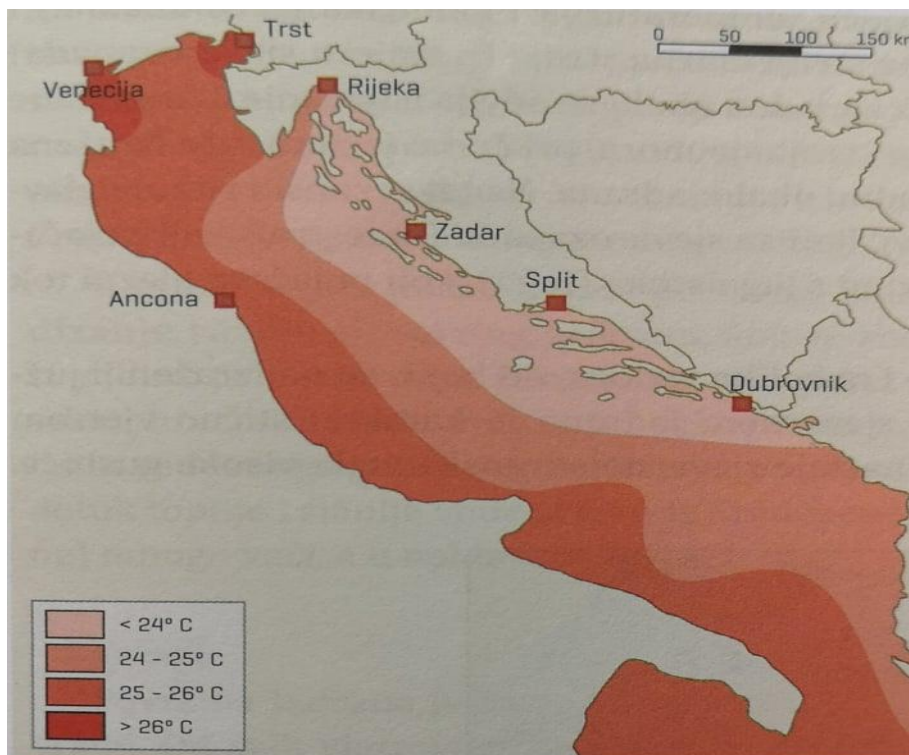 Trst
0 50 100 150 km
Venecija
Rijeka
Zadar
Ancona
Split
Dubrovnik
< 24° C
24 - 25° C
25 - 26° C
> 26° C